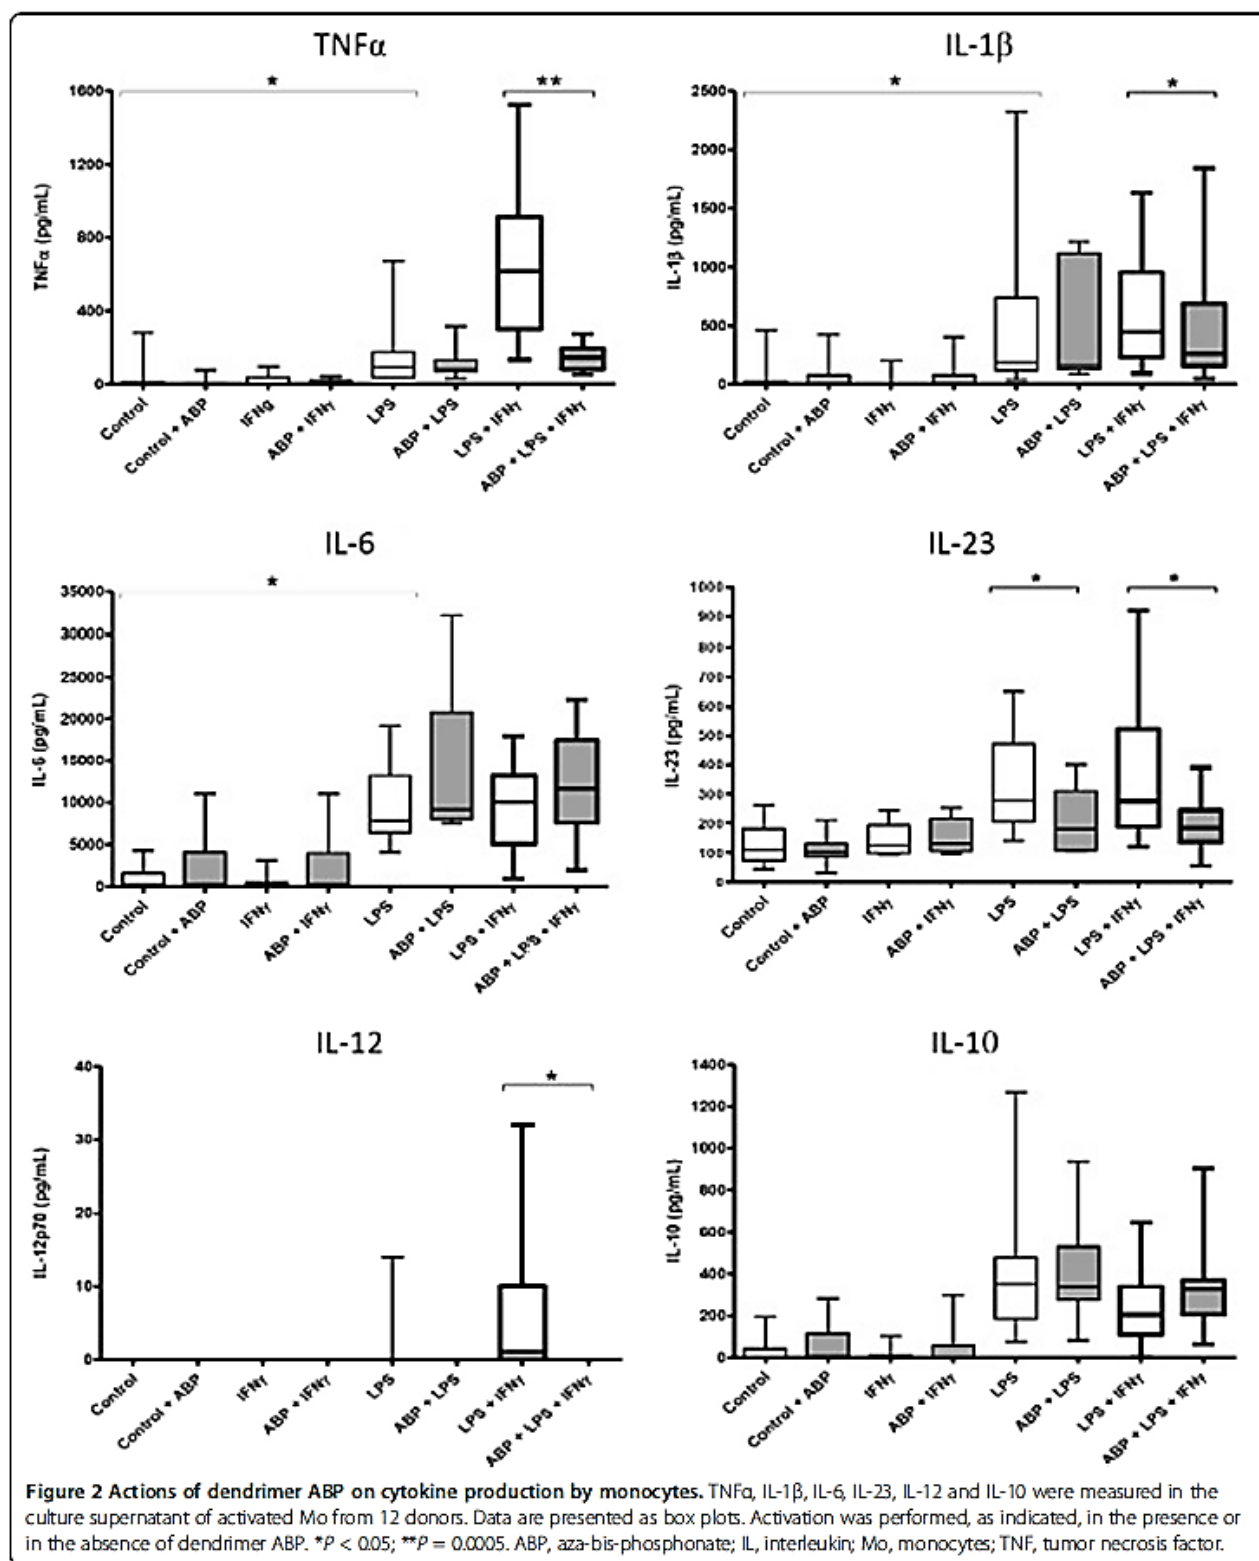 TNFα
*
**
1600
1200
800
400
0
TNFα (pg/mL)
Control
Control + ABP
IFNg
ABP + IFNγ
LPS
ABP + LPS
LPS + IFNγ
ABP + LPS + IFNγ
IL-1β
*
*
2500
2000
1500
1000
500
0
IL-1β (pg/mL)
Control
Control + ABP
IFNγ
ABP + IFNγ
LPS
ABP + LPS
LPS + IFNγ
ABP + LPS + IFNγ
IL-6
*
35000
30000
25000
20000
15000
10000
5000
0
IL-6 (pg/mL)
Control
Control + ABP
IFNγ
ABP + IFNγ
LPS
ABP + LPS
LPS + IFNγ
ABP + LPS + IFNγ
IL-23
*
*
1000
900
800
700
600
500
400
300
200
100
0
IL-23 (pg/mL)
Control
Control + ABP
IFNγ
ABP + IFNγ
LPS
ABP + LPS
LPS + IFNγ
ABP + LPS + IFNγ
IL-12
*
40
30
20
10
0
IL-12p70 (pg/mL)
Control
Control + ABP
IFNγ
ABP + IFNγ
LPS
ABP + LPS
LPS + IFNγ
ABP + LPS + IFNγ
IL-10
1400
1200
1000
800
600
400
200
0
IL-10 (pg/mL)
Control
Control + ABP
IFNγ
ABP + IFNγ
LPS
ABP + LPS
LPS + IFNγ
ABP + LPS + IFNγ
Figure 2 Actions of dendrimer ABP on cytokine production by monocytes. TNFα, IL-1β, IL-6, IL-23, IL-12 and IL-10 were measured in the
culture supernatant of activated Mo from 12 donors. Data are presented as box plots. Activation was performed, as indicated, in the presence or
in the absence of dendrimer ABP. *P < 0.05; **P = 0.0005. ABP, aza-bis-phosphonate; IL, interleukin; Mo, monocytes; TNF, tumor necrosis factor.